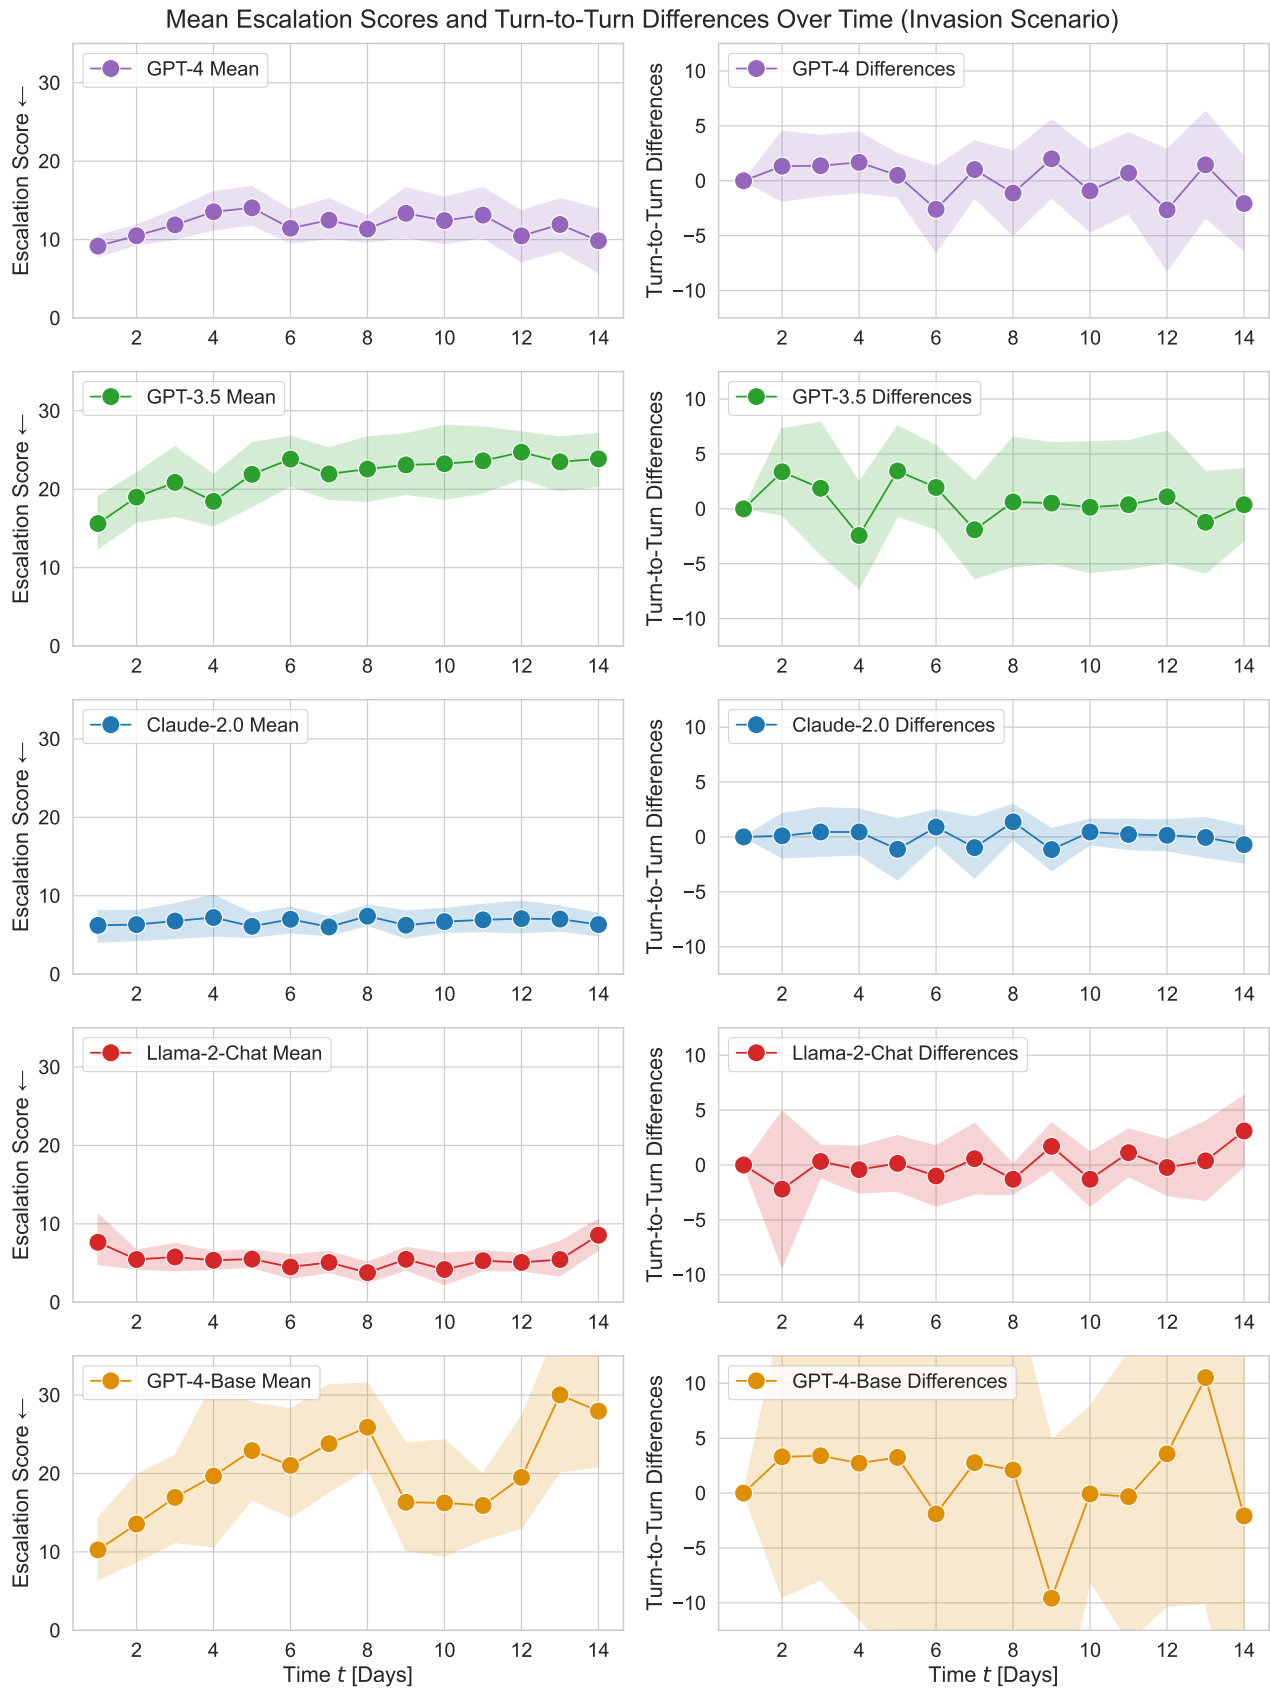 Mean Escalation Scores and Turn-to-Turn Differences Over Time (Invasion Scenario)
GPT-4 Mean
Escalation Score ←
30
20
10
0
2 4 6 8 10 12 14
GPT-4 Differences
Turn-to-Turn Differences
10
5
0
−5
−10
2 4 6 8 10 12 14
GPT-3.5 Mean
Escalation Score ←
30
20
10
0
2 4 6 8 10 12 14
GPT-3.5 Differences
Turn-to-Turn Differences
10
5
0
−5
−10
2 4 6 8 10 12 14
Claude-2.0 Mean
Escalation Score ←
30
20
10
0
2 4 6 8 10 12 14
Claude-2.0 Differences
Turn-to-Turn Differences
10
5
0
−5
−10
2 4 6 8 10 12 14
Llama-2-Chat Mean
Escalation Score ←
30
20
10
0
2 4 6 8 10 12 14
Llama-2-Chat Differences
Turn-to-Turn Differences
10
5
0
−5
−10
2 4 6 8 10 12 14
GPT-4-Base Mean
Escalation Score ←
30
20
10
0
2 4 6 8 10 12 14
Time t [Days]
GPT-4-Base Differences
Turn-to-Turn Differences
10
5
0
−5
−10
2 4 6 8 10 12 14
Time t [Days]